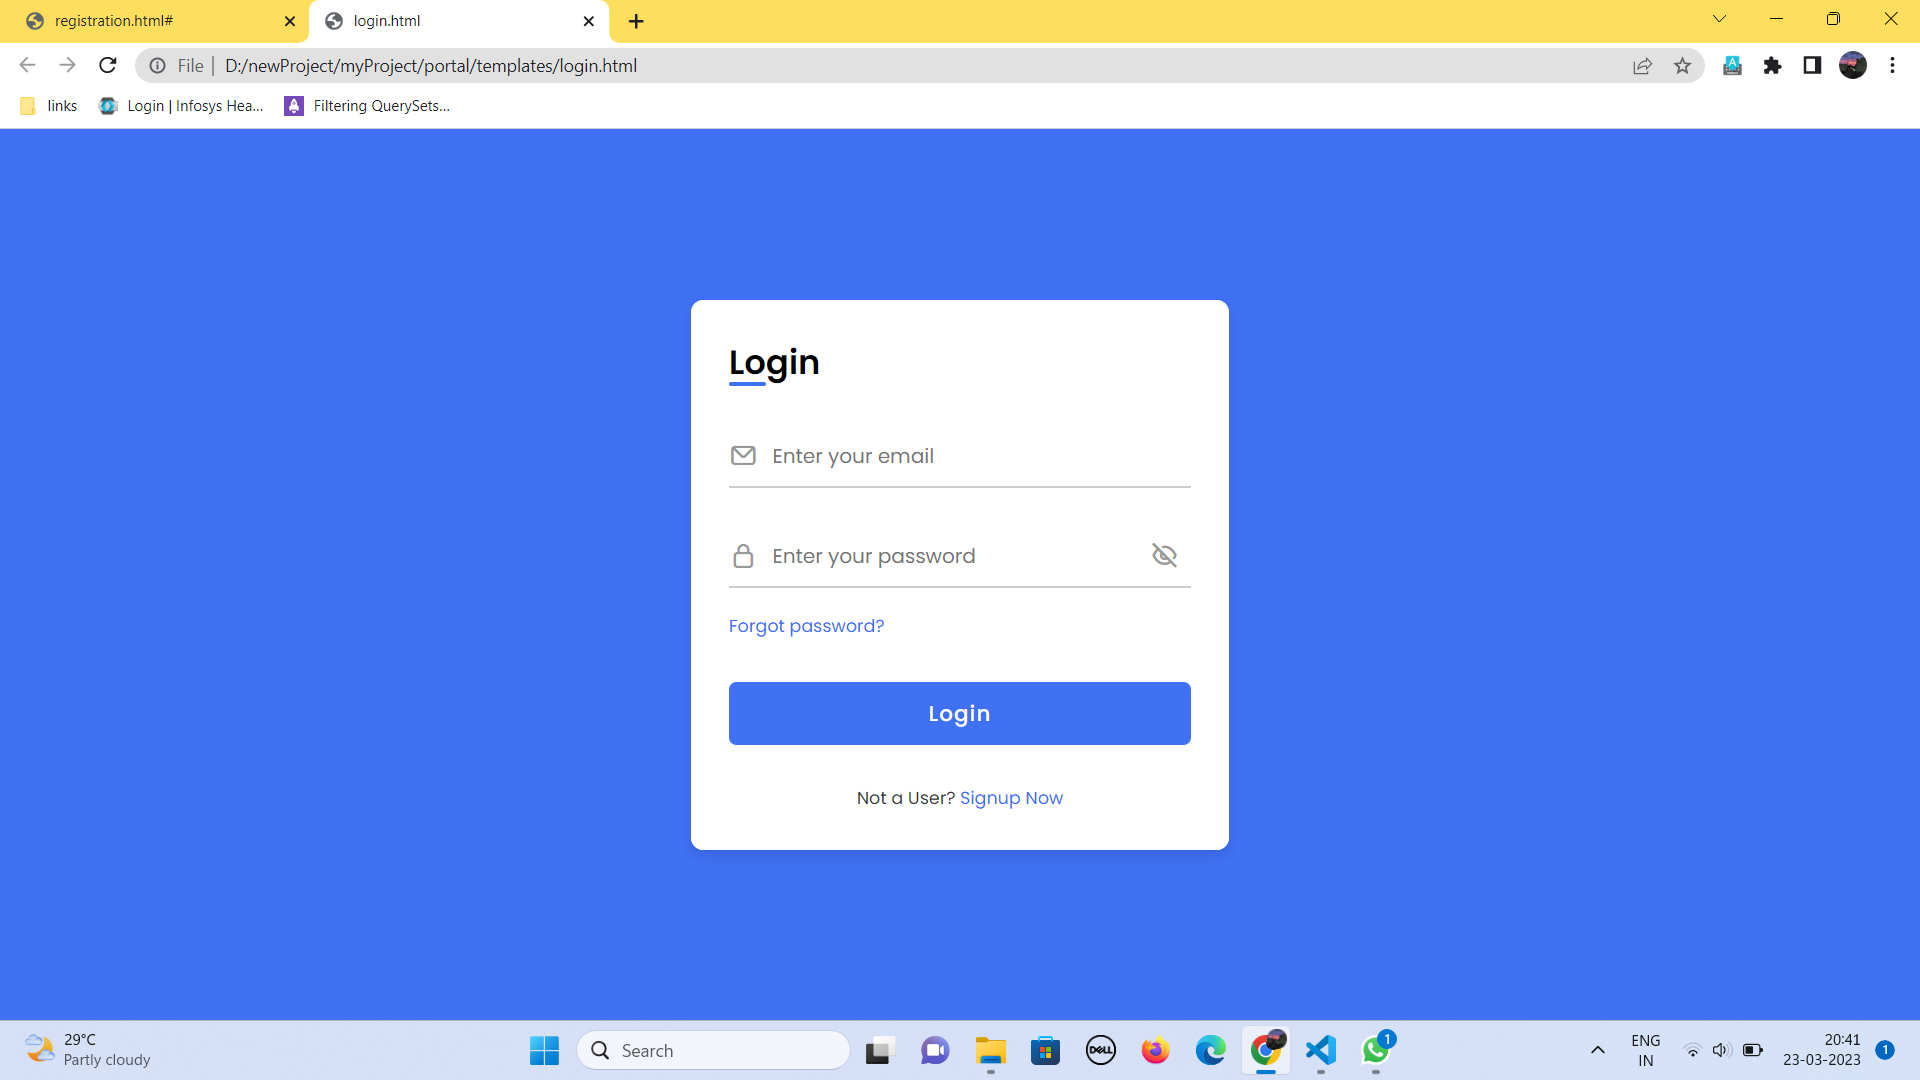 registration.html#
login.html
File | D:/newProject/myProject/portal/templates/login.html
links
Login | Infosys Hea...
Filtering QuerySets...
Login
Enter your email
Enter your password
Forgot password?
Login
Not a User? Signup Now
29°C
Partly cloudy
Search
DELL
1
ENG
IN
20:41
23-03-2023
1